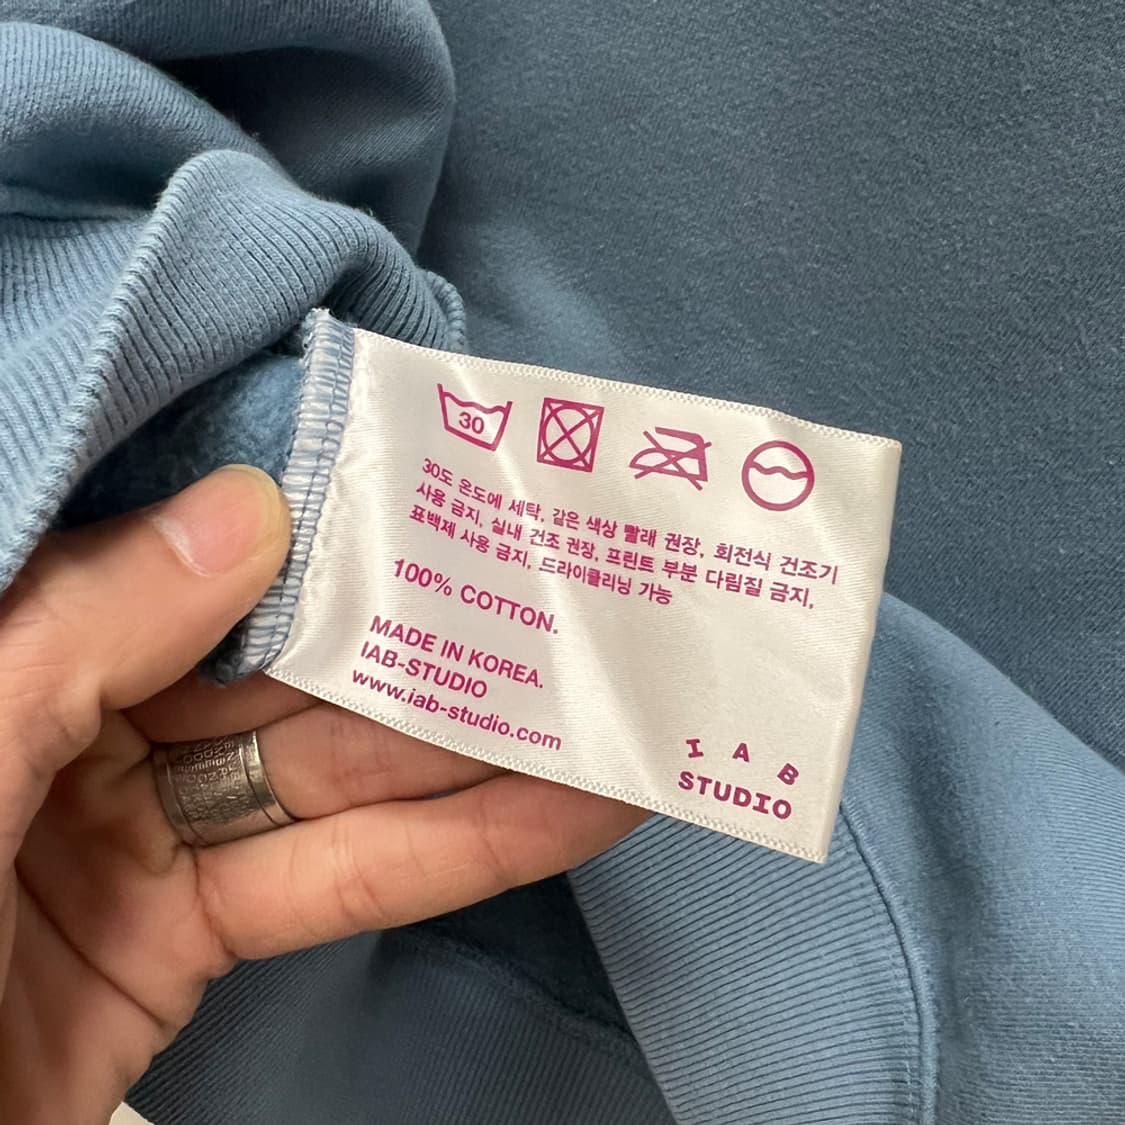 30
30도 온도에 세탁, 같은 색상 빨래 권장, 회전식 건조기
사용 금지, 실내 건조 권장, 프린트 부분 다림질 금지,
표백제 사용 금지, 드라이클리닝 가능
100% COTTON.
MADE IN KOREA.
IAB-STUDIO
www.iab-studio.com
I A B
STUDIO